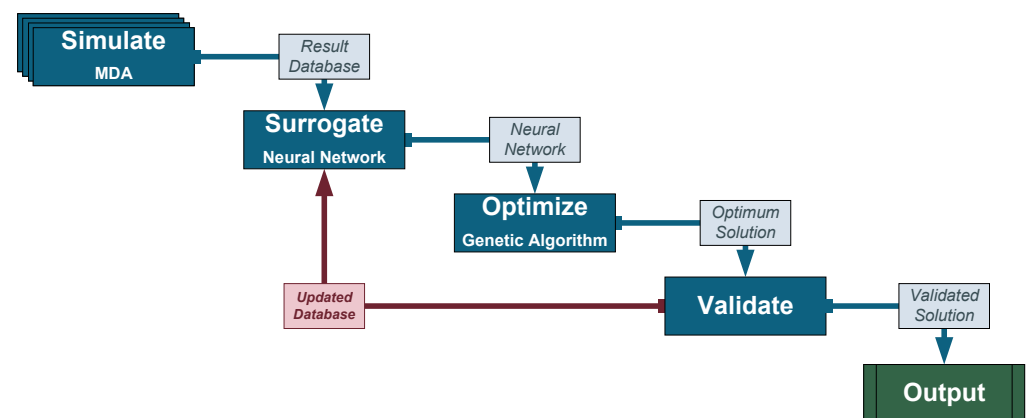 Simulate
MDA
Result
Database
Surrogate
Neural Network
Neural
Network
Optimize
Genetic Algorithm
Optimum
Solution
Updated
Database
Validate
Validated
Solution
Output